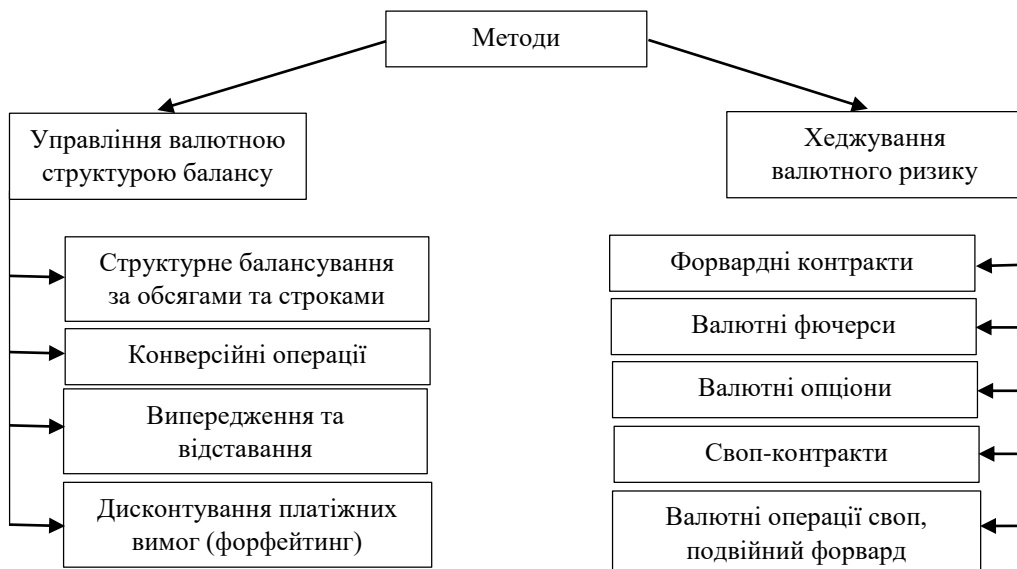 Методи
Управління валютною
структурою балансу
Хеджування
валютного ризику
Структурне балансування
за обсягами та строками
Конверсійні операції
Випередження та
відставання
Дисконтування платіжних
вимог (форфейтинг)
Форвардні контракти
Валютні фючерси
Валютні опціони
Своп-контракти
Валютні операції своп,
подвійний форвард